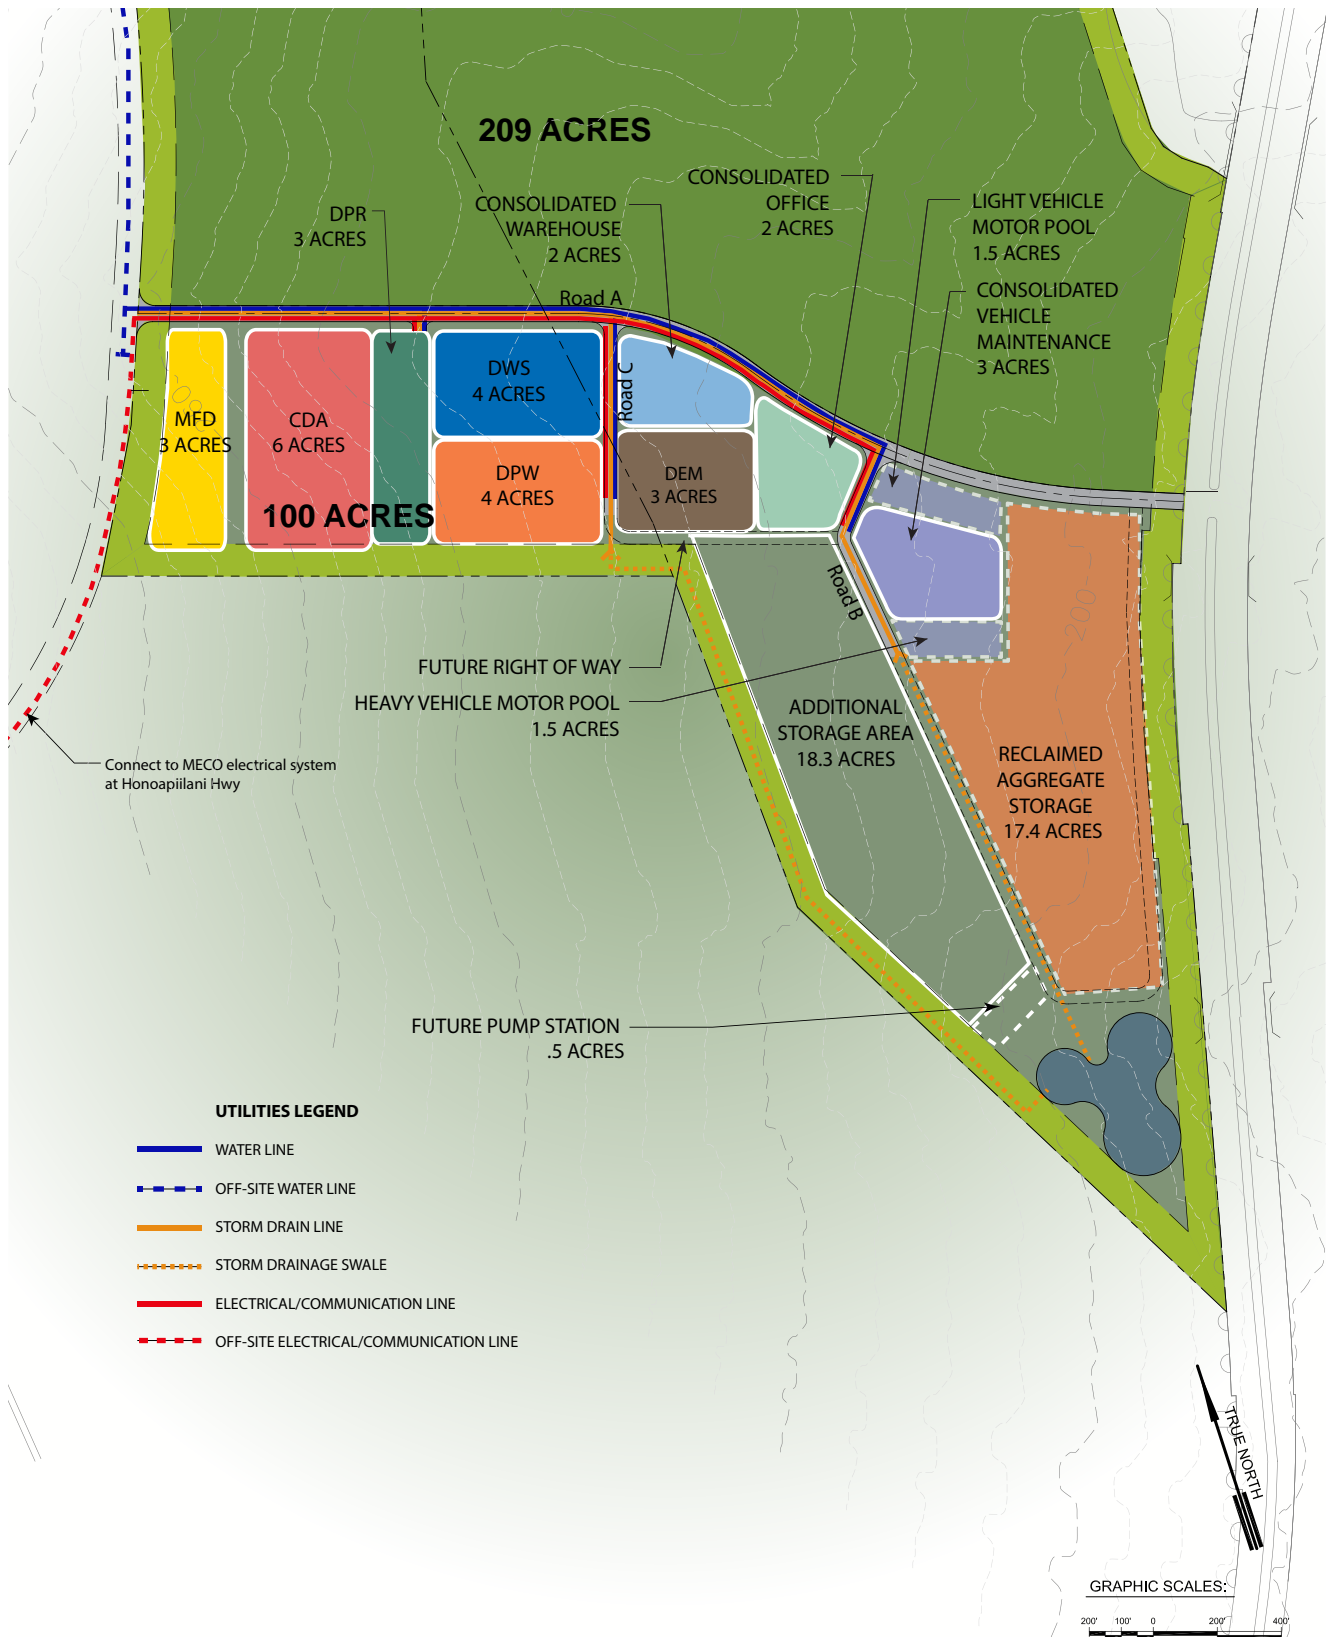 209 ACRES
CONSOLIDATED
OFFICE
2 ACRES
DPR
3 ACRES
CONSOLIDATED
WAREHOUSE
2 ACRES
LIGHT VEHICLE
MOTOR POOL
1.5 ACRES
CONSOLIDATED
VEHICLE
MAINTENANCE
3 ACRES
Road A
Road C
MFD
3 ACRES
CDA
6 ACRES
DWS
4 ACRES
DPW
4 ACRES
DEM
3 ACRES
100 ACRES
Road B
200
FUTURE RIGHT OF WAY
HEAVY VEHICLE MOTOR POOL
1.5 ACRES
ADDITIONAL
STORAGE AREA
18.3 ACRES
RECLAIMED
AGGREGATE
STORAGE
17.4 ACRES
Connect to MECO electrical system
at Honoapiilani Hwy
FUTURE PUMP STATION
.5 ACRES
UTILITIES LEGEND
WATER LINE
OFF-SITE WATER LINE
STORM DRAIN LINE
STORM DRAINAGE SWALE
ELECTRICAL/COMMUNICATION LINE
OFF-SITE ELECTRICAL/COMMUNICATION LINE
TRUE NORTH
GRAPHIC SCALES:
200' 100' 0 200' 400'